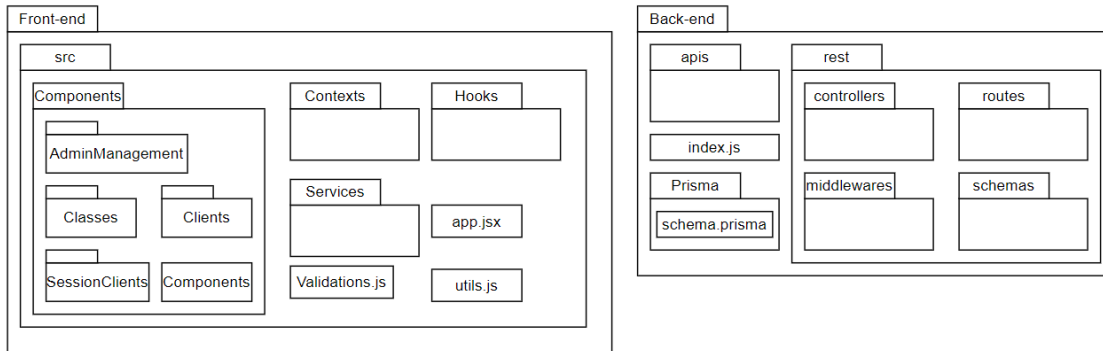 Front-end
src
Components
AdminManagement
Classes
Clients
SessionClients
Components
Contexts
Hooks
Services
app.jsx
Validations.js
utils.js
Back-end
apis
index.js
Prisma
schema.prisma
rest
controllers
routes
middlewares
schemas